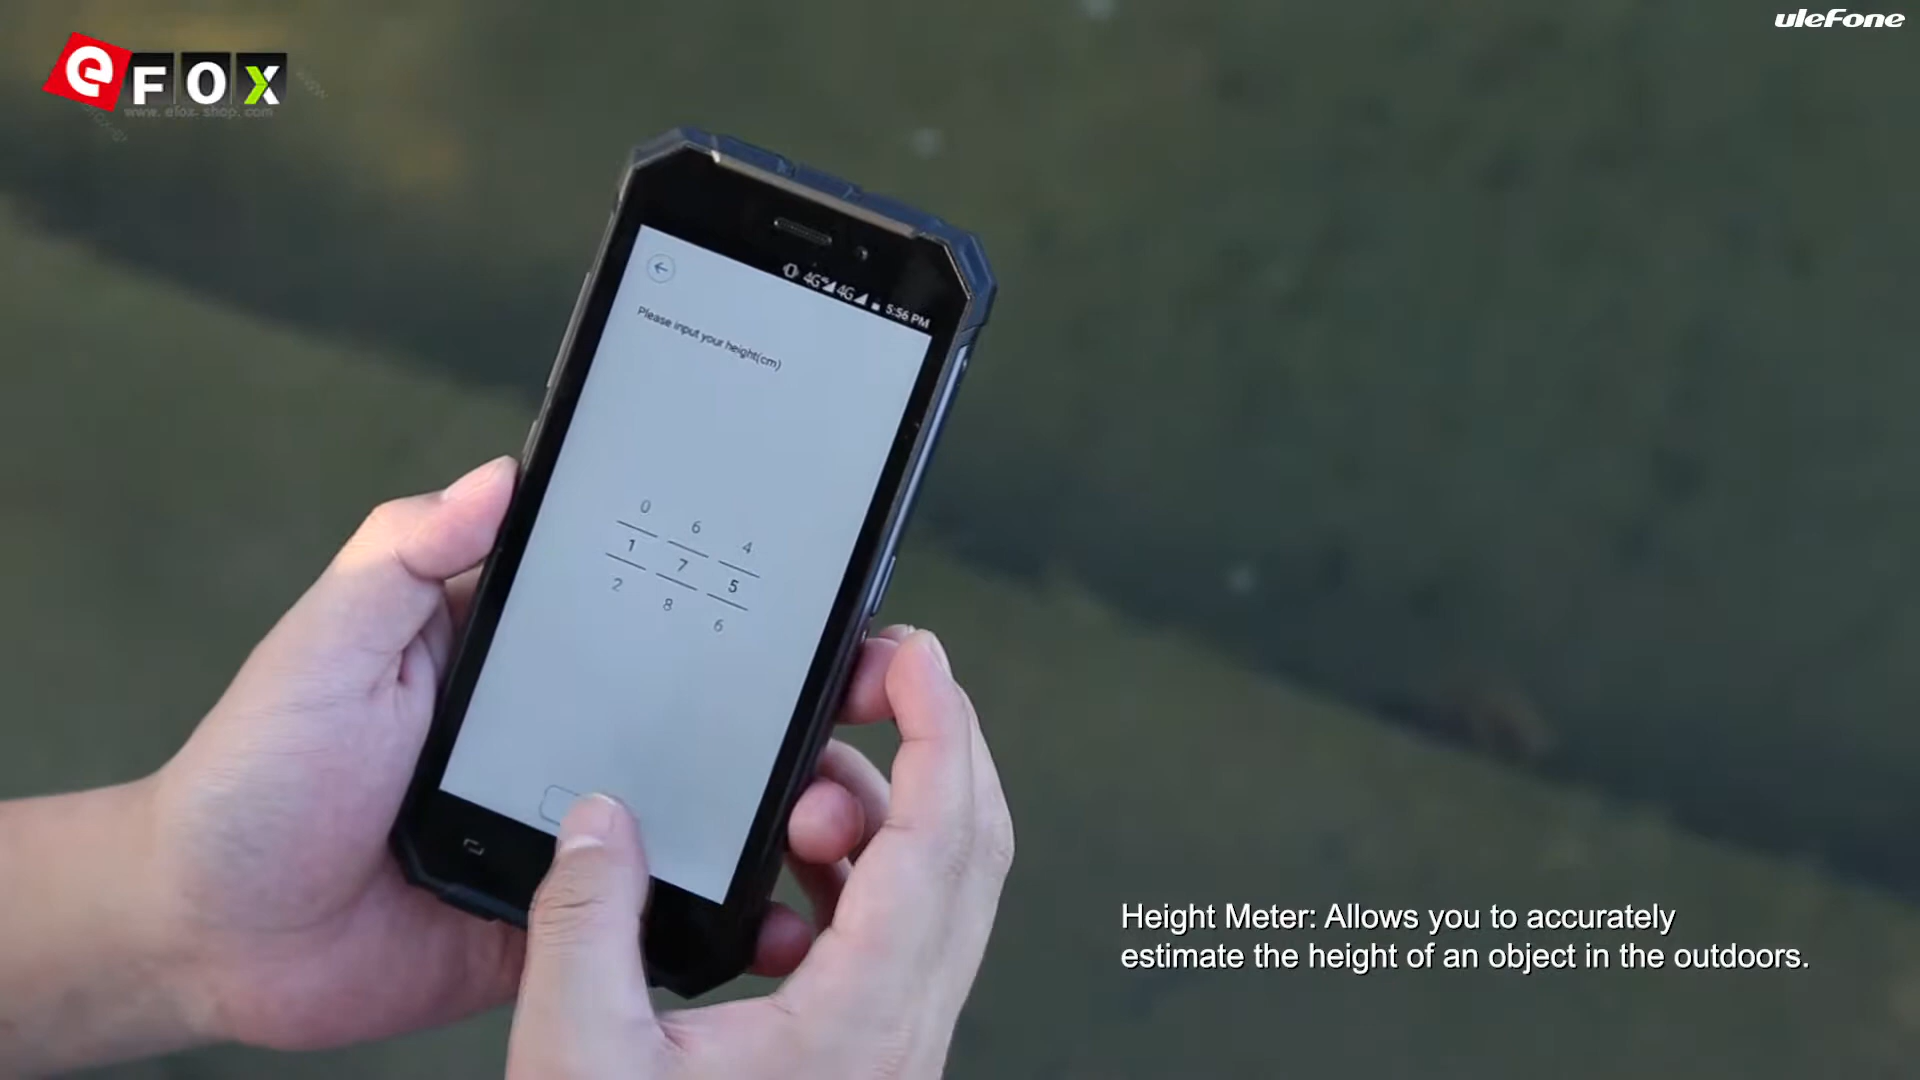 ulefone
eFOX
www.efox-shop.com
4G 4G 5:56 PM
Please input your height(cm)
0 6 4
1 7 5
2 8 6
Height Meter: Allows you to accurately
estimate the height of an object in the outdoors.